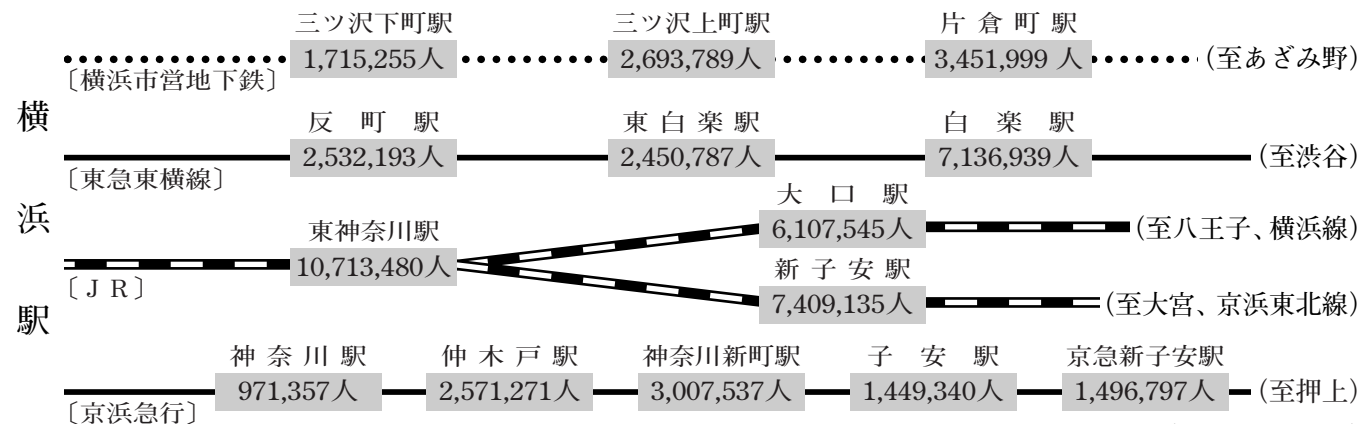 横浜駅
三ツ沢下町駅 三ツ沢上町駅 片倉町駅
1,715,255人 2,693,789人 3,451,999 人 (至あざみ野)
〔横浜市営地下鉄〕
反町駅 東白楽駅 白楽駅
2,532,193人 2,450,787人 7,136,939人 (至渋谷)
〔東急東横線〕
大口駅
6,107,545人 (至八王子、横浜線)
東神奈川駅
10,713,480人
〔JR〕
新子安駅
7,409,135人 (至大宮、京浜東北線)
神奈川駅 仲木戸駅 神奈川新町駅 子安駅 京急新子安駅
971,357人 2,571,271人 3,007,537人 1,449,340人 1,496,797人 (至押上)
〔京浜急行〕